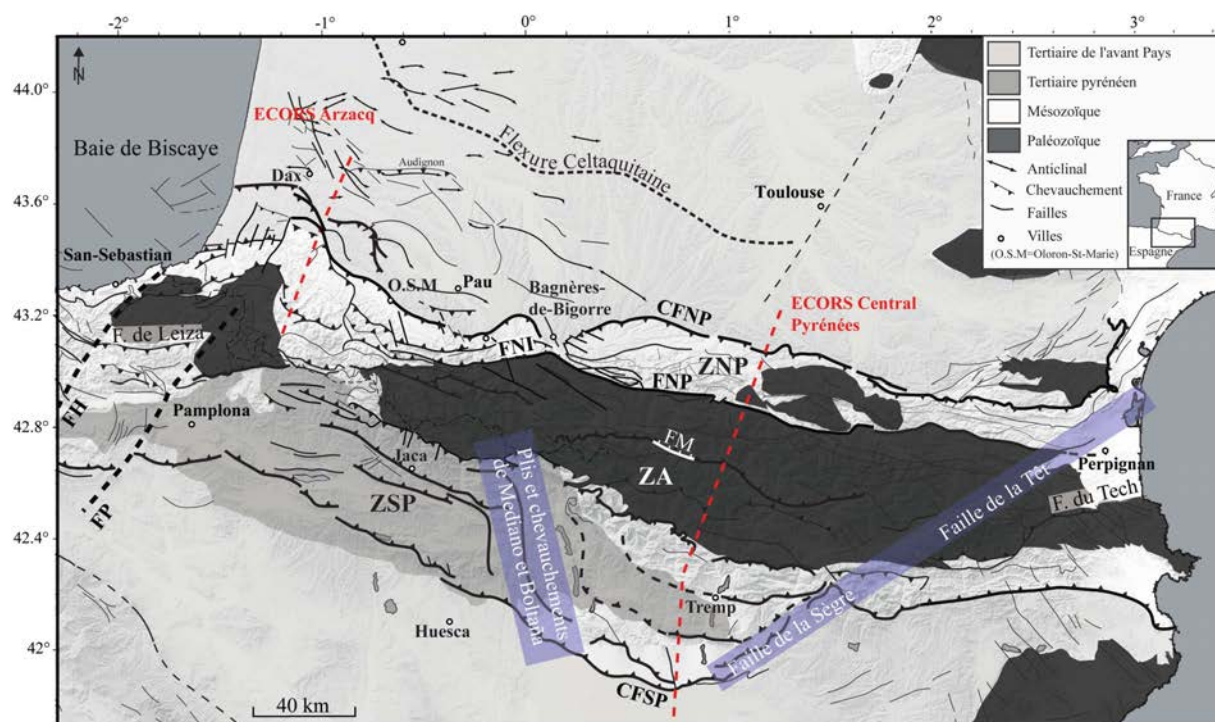 -2°
-1°
0°
1°
2°
3°
44.0°
43.6°
43.2°
42.8°
42.4°
42°
N
Tertiaire de l'avant Pays
Tertiaire pyrénéen
Mésozoïque
Paléozoïque
Anticlinal
Chevauchement
Failles
Villes
(O.S.M=Oloron-St-Marie)
France
Espagne
ECORS Arzacq
Baie de Biscaye
Flexure Celtaquitaine
Audignon
Dax
Toulouse
San-Sebastian
O.S.M
Pau
Bagnères-
de-Bigorre
ECORS Central
Pyrénées
CFNP
F. de Leiza
FNI
ZNP
FNP
FH
Pamplona
FM
Jaca
Perpignan
ZA
F. du Tech
FP
ZSP
Plis et chevauchements
de Mediano et Boltaña
Faille de la Têt
Faille de la Sègre
Tremp
Huesca
CFSP
40 km